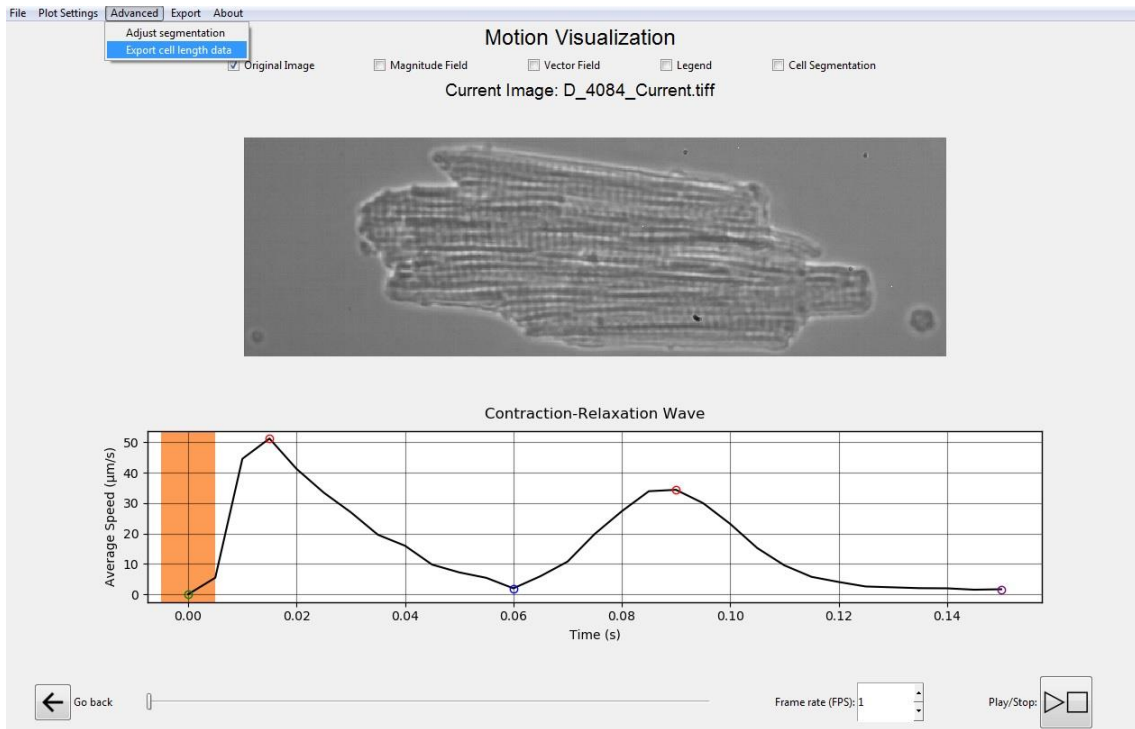 File Plot Settings Advanced Export About
Adjust segmentation
Export cell length data
Motion Visualization
Original Image Magnitude Field Vector Field Legend Cell Segmentation
Current Image: D_4084_Current.tiff
Contraction-Relaxation Wave
Average Speed (µm/s)
50
40
30
20
10
0
0.00 0.02 0.04 0.06 0.08 0.10 0.12 0.14
Time (s)
Go back Frame rate (FPS): 1 Play/Stop: